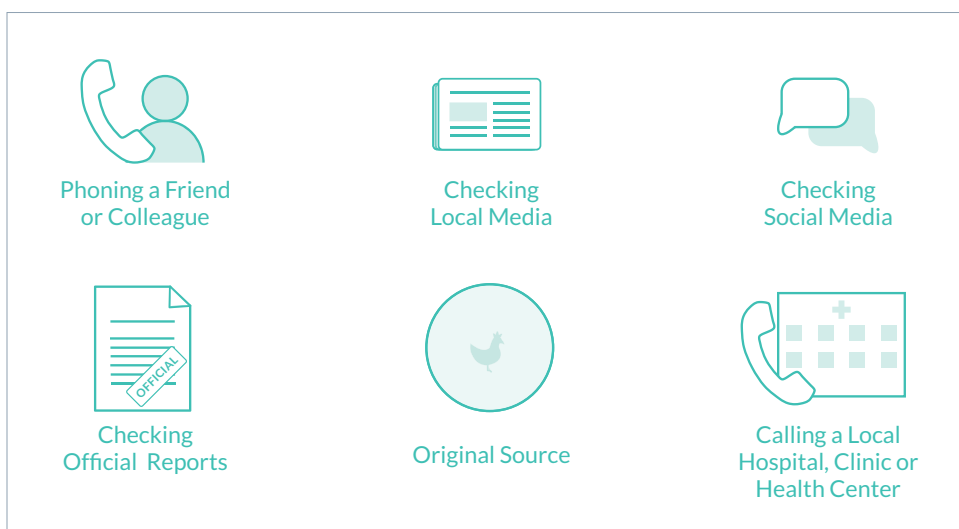 Phoning a Friend
or Colleague
Checking
Local Media
Checking
Social Media
OFFICIAL
Checking
Official Reports
Original Source
Calling a Local
Hospital, Clinic or
Health Center